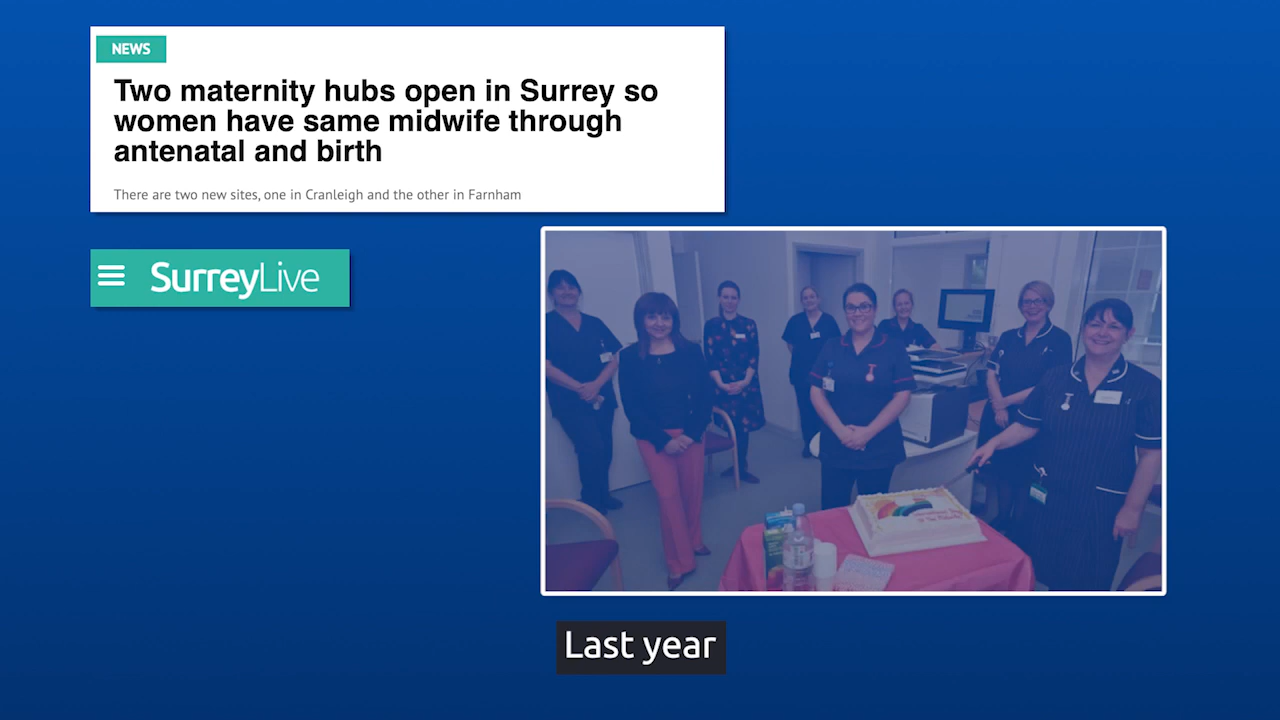 NEWS
Two maternity hubs open in Surrey so
women have same midwife through
antenatal and birth
There are two new sites, one in Cranleigh and the other in Farnham
SurreyLive
Last year